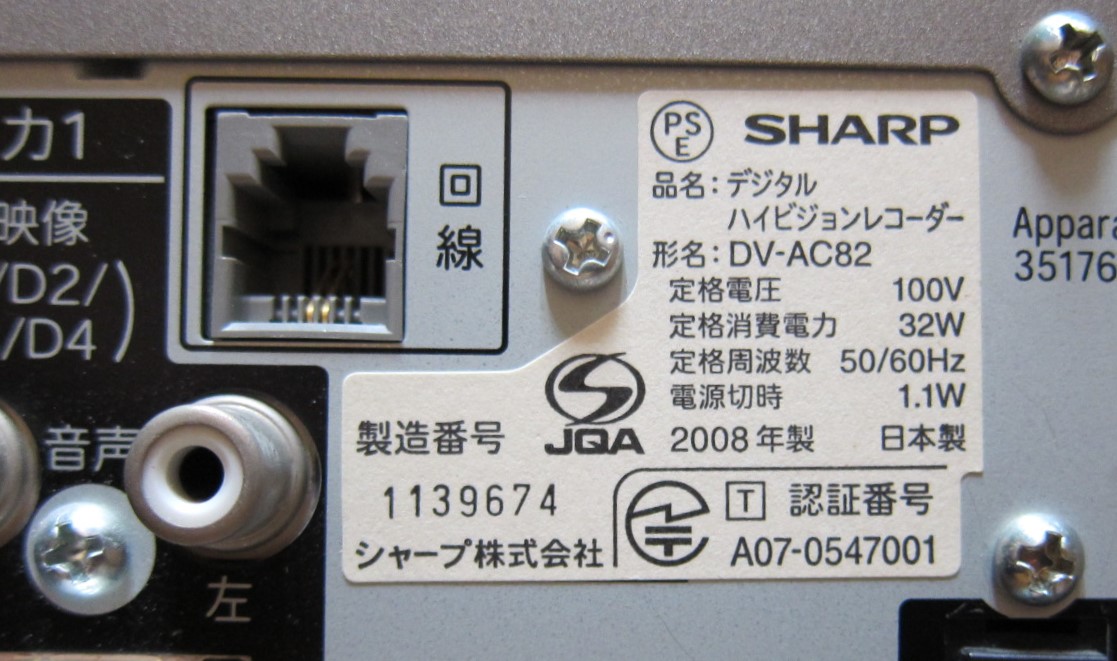 力1
映像
/D2/
/D4
音声
左
回
線
PS
E
SHARP
品名：デジタル
ハイビジョンレコーダー
形名：DV-AC82
定格電圧 100V
定格消費電力 32W
定格周波数 50/60Hz
電源切時 1.1W
2008年製 日本製
JQA
製造番号
1139674
シャープ株式会社
T 認証番号
A07-0547001
35176